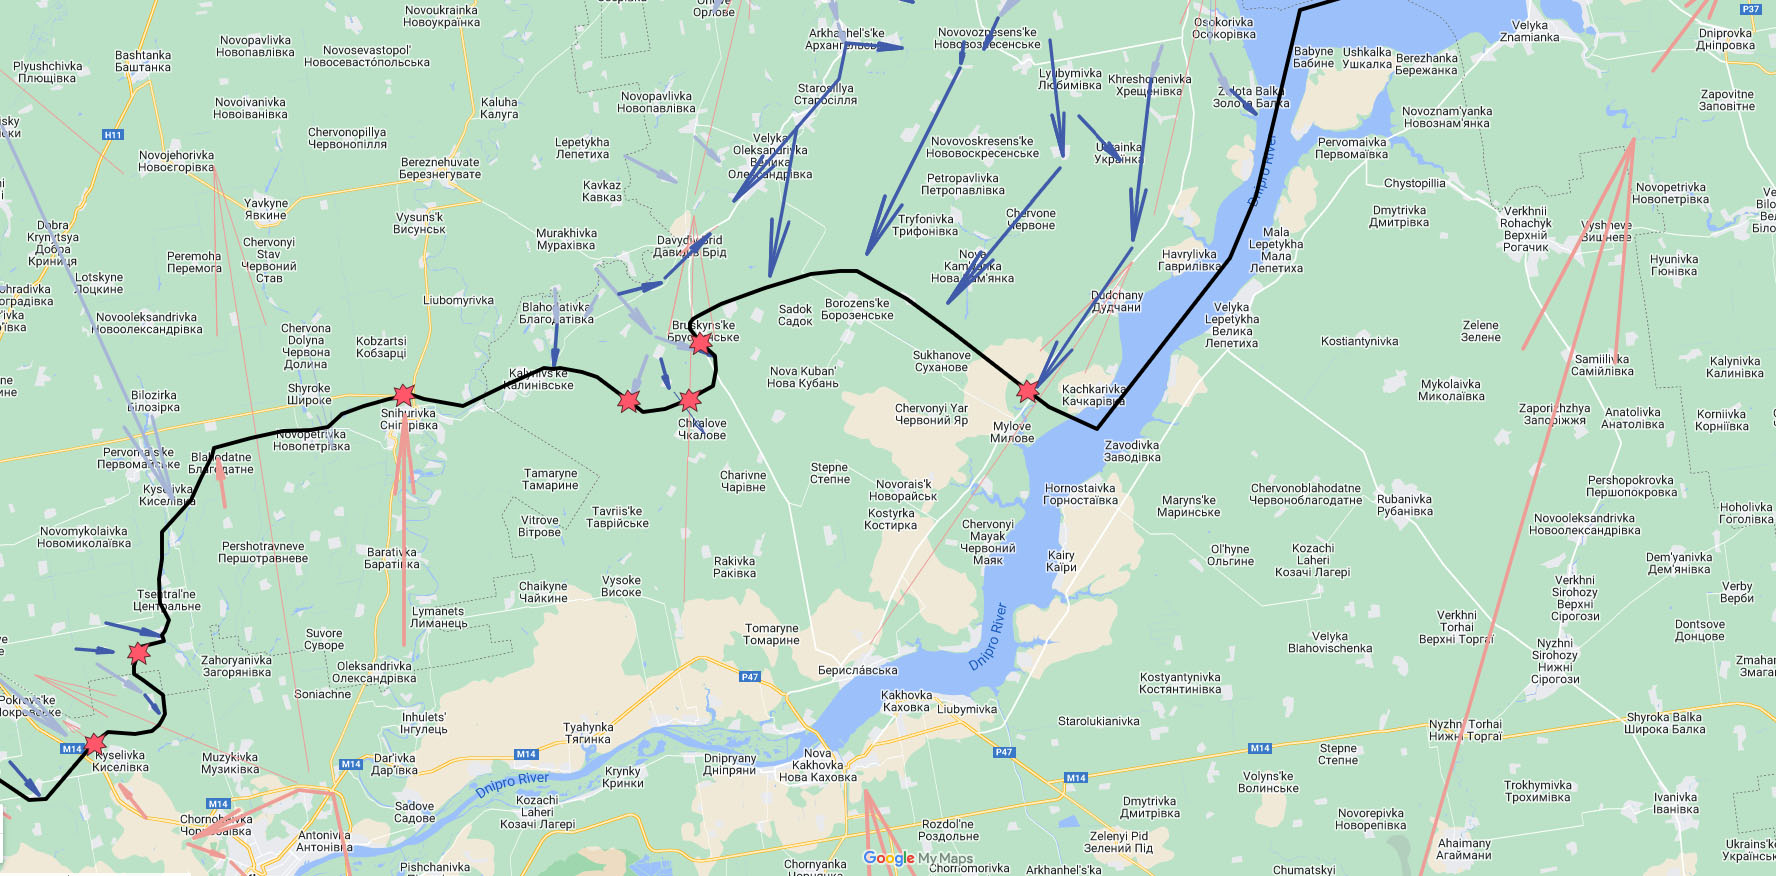 Novoukrainka
Новоукраїнка
Орлове
P37
Velyka
Znamianka
Dniprovka
Дніпровка
Osokorivka
Осокорівка
Arkhanhel's'ke
Novovoznesens'ke
Нововознесенське
Babyne
Бабине
Ushkalka
Ушкалка
Berezhanka
Бережанка
Novopavlivka
Новопавлівка
Novosevastopol'
Новосевасто́польська
Bashtanka
Баштанка
Plyushchivka
Плющівка
Lyubymivka
Любимівка
Khreshchenivka
Хрещенівка
Starosillya
Старосілля
Zolota Balka
Золота Балка
Zapovitne
Заповітне
Novopavlivka
Новопавлівка
Novoivanivka
Новоіванівка
Kaluha
Калуга
Novoznam'yanka
Новознам'янка
H11
Chervonopillya
Червонопілля
Lepetykha
Лепетиха
Velyka
Oleksandrivka
Велика
Олександрівка
Novovoskresens'ke
Нововоскресенське
Ukrainka
Українка
Pervomaivka
Первомаївка
Novojehorivka
Новоєгорівка
Bereznehuvate
Березнегувате
Kavkaz
Кавказ
Petropavlivka
Петропавлівка
Chystopillia
Novopetrivka
Новопетрівка
Dnipro River
Yavkyne
Явкине
Vysuns'k
Висунськ
Tryfonivka
Трифонівка
Chervone
Червоне
Dmytrivka
Дмитрівка
Verkhnii
Rohachyk
Верхній
Рогачик
Vyshneve
Вишневе
Dobra
Krynytsya
Добра
Криниця
Murakhivka
Мурахівка
Davydiv Brid
Давидів Брід
Mala
Lepetykha
Мала
Лепетиха
Chervonyi
Stav
Червоний
Став
Peremoha
Перемога
Nova
Kam'ianka
Нова Кам'янка
Havrylivka
Гаврилівка
Hyunivka
Гюнівка
Lotskyne
Лоцкине
Liubomyrivka
Blahodativka
Благодатівка
Dudchany
Дудчани
Borozens'ke
Борозенське
Sadok
Садок
Velyka
Lepetykha
Велика
Лепетиха
Novooleksandrivka
Новоолександрівка
Bruskyns'ke
Брускинське
Zelene
Зелене
Kostiantynivka
Chervona
Dolyna
Червона
Долина
Kobzartsi
Кобзарці
Sukhanove
Суханове
Samiilivka
Самійлівка
Kalynivka
Калинівка
Nova Kuban'
Нова Кубань
Kalynivs'ke
Калинівське
Shyroke
Широке
Kachkarivka
Качкарівка
Mykolaivka
Миколаївка
Bilozirka
Білозірка
Snihurivka
Снігурівка
Chervonyi Yar
Червоний Яр
Zaporizhzhya
Запоріжжя
Anatolivka
Анатолівка
Korniivka
Корніївка
Chkalove
Чкалове
Mylove
Милове
Novopetrivka
Новопетрівка
Pervomais'ke
Первомайське
Blahodatne
Благодатне
Zavodivka
Заводівка
Tamaryne
Тамарине
Charivne
Чарівне
Stepne
Степне
Novorais'k
Новорайськ
Pershopokrovka
Першопокровка
Kyselivka
Киселівка
Hornostaivka
Горностаївка
Maryns'ke
Маринське
Chervonoblahodatne
Червоноблагодатне
Rubanivka
Рубанівка
Vitrove
Вітрове
Tavriis'ke
Таврійське
Kostyrka
Костирка
Hoholivka
Гоголівка
Novooleksandrivka
Новоолександрівка
Novomykolaivka
Новомиколаївка
Chervonyi
Mayak
Червоний
Маяк
Pershotravneve
Першотравневе
Barativka
Баратівка
Rakivka
Раківка
Kairy
Каїри
Ol'hyne
Ольгине
Kozachi
Laheri
Козачі Лагері
Dem'yanivka
Дем'янівка
Verby
Верби
Chaikyne
Чайкине
Vysoke
Високе
Verkhni
Sirohozy
Верхні
Сірогози
Tsentral'ne
Центральне
Lymanets
Лиманець
Tomaryne
Томарине
Dnipro River
Verkhni
Torhai
Верхні Торгаї
Suvore
Суворе
Velyka
Blahovischenka
Dontsove
Донцове
Zahoryanivka
Загорянівка
Oleksandrivka
Олександрівка
Берисла́вська
Nyzhni
Sirohozy
Нижні
Сірогози
P47
Kostyantynivka
Костянтинівка
Soniachne
Kakhovka
Каховка
Liubymivka
Starolukianivka
Pokrovs'ke
Покровське
Inhulets'
Інгулець
Tyahynka
Тягинка
Nyzhn Torhai
Нижні Торгаї
Shyroka Balka
Широка Балка
M14
Kyselivka
Киселівка
Muzykivka
Музиківка
M14
Dar'ivka
Дар'ївка
M14
Dnipryany
Дніпряни
Nova
Kakhovka
Нова Каховка
P47
M14
Stepne
Степне
M14
Krynky
Кринки
Dnipro River
Volyns'ke
Волинське
Trokhymivka
Трохимівка
Ivanivka
Іванівка
M14
Sadove
Садове
Kozachi
Laheri
Козачі Лагері
Dmytrivka
Дмитрівка
Novorepivka
Новорепівка
Chornobaivka
Чорнобаївка
Antonivka
Антонівка
Rozdol'ne
Роздольне
Zelenyi Pid
Зелений Під
Ahaimany
Агаймани
Pishchanivka
Chornyanka
Google My Maps
Chornomorivka
Arkhanhel's'ka
Chumatskyi